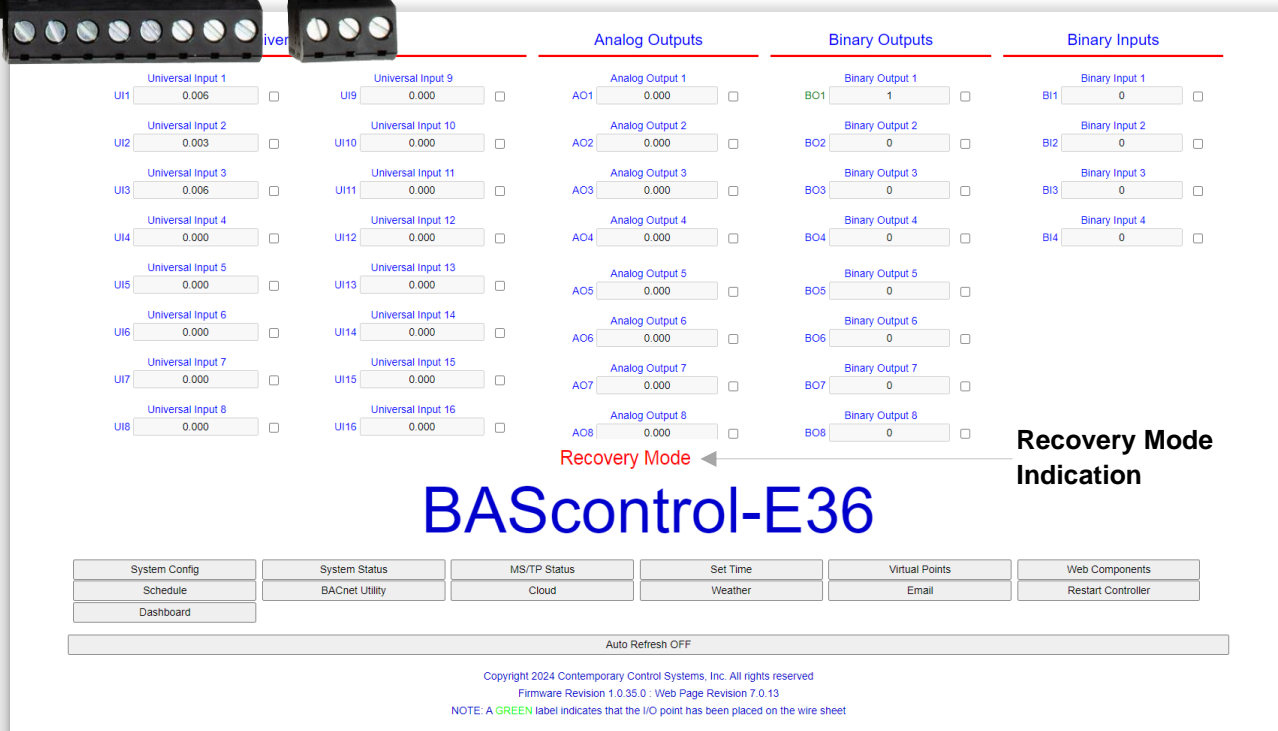 Analog Outputs Binary Outputs Binary Inputs
Universal Input 1 Universal Input 9 Analog Output 1 Binary Output 1 Binary Input 1
UI1 0.006 UI9 0.000 AO1 0.000 BO1 1 BI1 0
Universal Input 2 Universal Input 10 Analog Output 2 Binary Output 2 Binary Input 2
UI2 0.003 UI10 0.000 AO2 0.000 BO2 0 BI2 0
Universal Input 3 Universal Input 11 Analog Output 3 Binary Output 3 Binary Input 3
UI3 0.006 UI11 0.000 AO3 0.000 BO3 0 BI3 0
Universal Input 4 Universal Input 12 Analog Output 4 Binary Output 4 Binary Input 4
UI4 0.000 UI12 0.000 AO4 0.000 BO4 0 BI4 0
Universal Input 5 Universal Input 13 Analog Output 5 Binary Output 5
UI5 0.000 UI13 0.000 AO5 0.000 BO5 0
Universal Input 6 Universal Input 14 Analog Output 6 Binary Output 6
UI6 0.000 UI14 0.000 AO6 0.000 BO6 0
Universal Input 7 Universal Input 15 Analog Output 7 Binary Output 7
UI7 0.000 UI15 0.000 AO7 0.000 BO7 0
Universal Input 8 Universal Input 16 Analog Output 8 Binary Output 8
UI8 0.000 UI16 0.000 AO8 0.000 BO8 0
Recovery Mode
Recovery Mode
Indication
BAScontrol-E36
System Config System Status MS/TP Status Set Time Virtual Points Web Components
Schedule BACnet Utility Cloud Weather Email Restart Controller
Dashboard
Auto Refresh OFF
Copyright 2024 Contemporary Control Systems, Inc. All rights reserved
Firmware Revision 1.0.35.0 : Web Page Revision 7.0.13
NOTE: A GREEN label indicates that the I/O point has been placed on the wire sheet